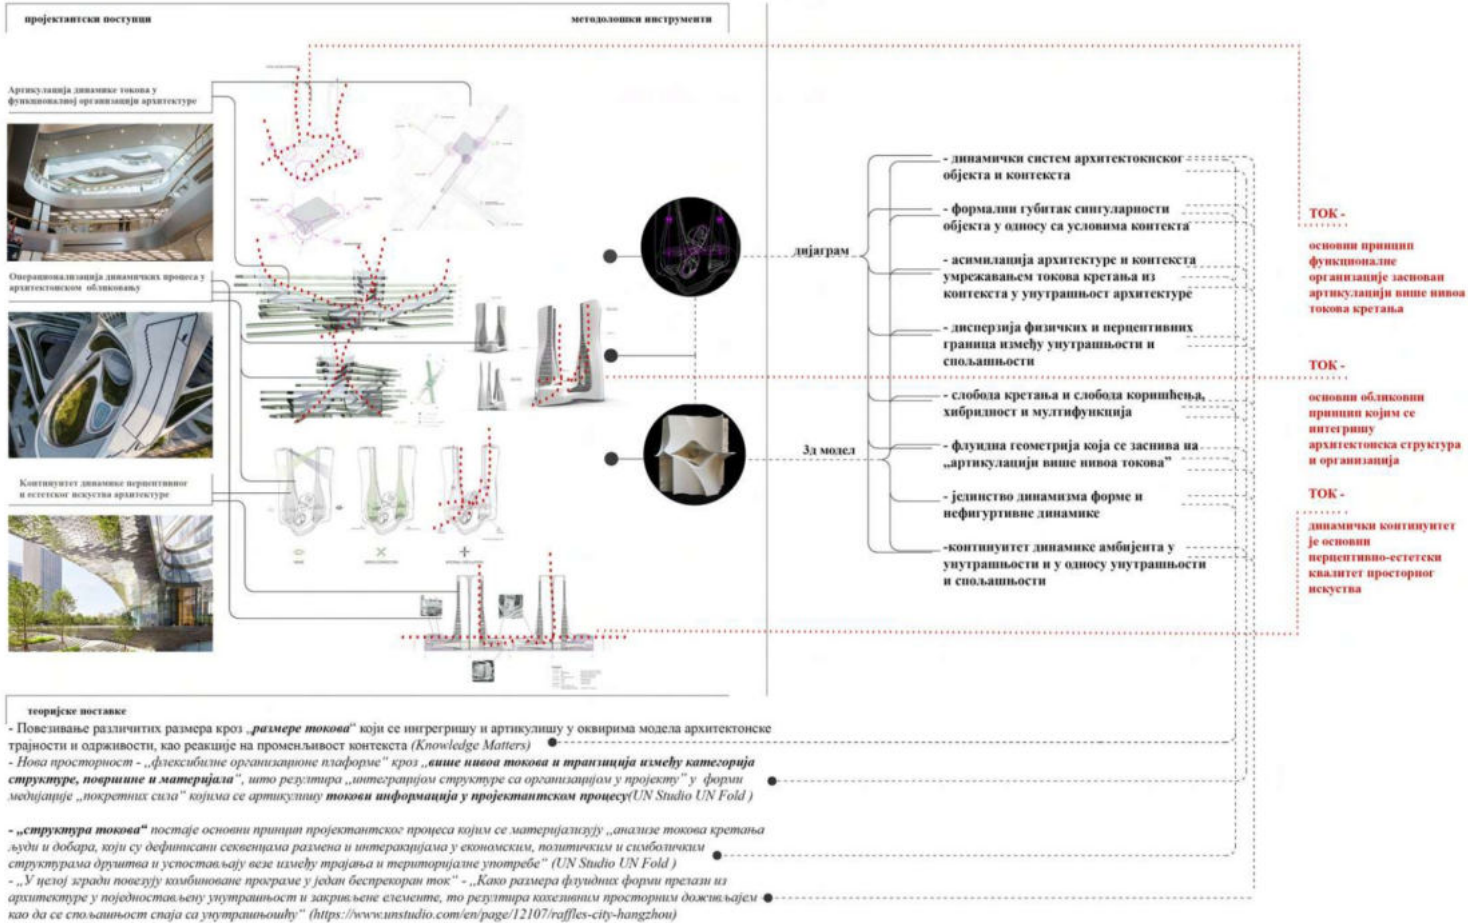 пројектантски поступци
методолошки инструменти
Артикулација динамике токова у
функционалној организацији архитектуре
Операционализација динамичких процеса у
архитектонском обликовању
Континуитет динамике перцептивног
и естетског искуства архитектуре
дијаграм
3д модел
- динамички систем архитектокнског
објекта и контекста
- формални губитак сингуларности
објекта у односу са условима контекста
- асимилација архитектуре и контекста
умрежавањем токова кретања из
контекста у унутрашност архитектуре
- дисперзија физичких и перцептивних
граница између унутрашњости и
спољашњости
- слобода кретања и слобода коришћења,
хибридност и мултифункција
- флуидна геометрија која се заснива на
„артикулацији више нивоа токова”
- јединство динамизма форме и
нефигуртивне динамике
-континуитет динамике амбијента у
унутрашњости и у односу унутрашњости
и спољашњости
ТОК -
основни принцип
функционалне
организације заснован
артикулацији више нивоа
токова кретања
ТОК -
основни обликовни
принцип којим се
интегришу
архитектонска структура
и организација
ТОК -
динамички континуитет
је основни
перцептивно-естетски
квалитет просторног
искуства
теоријске поставке
- Повезивање различитих размера кроз „размере токова“ који се ингрегришу и артикулишу у оквирима модела архитектонске
трајности и одрживости, као реакције на променљивост контекста (Knowledge Matters)
- Нова просторност - „флексибилне организационе плаформе“ кроз „више нивоа токова и транзиција између категорија
структуре, површине и материјала“, што резултира „интеграцијом структуре са организацијом у пројекту” у форми
медијације „покретних сила” којима се артикулишу токови информација у пројектантском процесу(UN Studio UN Fold )
- „структура токова“ постаје основни принцип пројектантског процеса којим се материјализују „анализе токова кретања
људи и добара, који су дефинисани секвенцама размена и интеракцијама у економским, политичким и симболичким
структурама друштва и успостављају везе између трајања и територијалне употребе“ (UN Studio UN Fold )
- „У целој згради повезују комбиноване програме у један беспрекоран ток“ - „Како размера флуидних форми прелази из
архитектуре у поједностављену унутрашњост и закривљене елементе, то резултира кохезивним просторним доживљајем
као да се спољашњост спаја са унутрашњошћу“ (https://www.unstudio.com/en/page/12107/raffles-city-hangzhou)